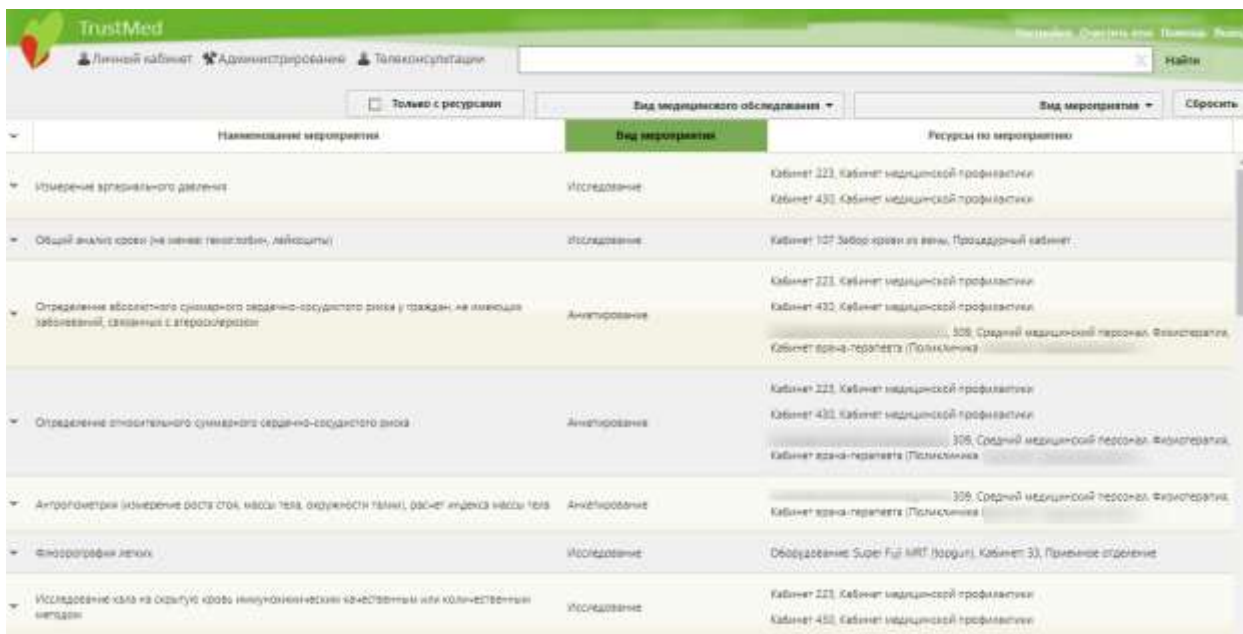 TrustMed
Настройки Очистить кеш Помощь Выход
Личный кабинет Администрирование Телеконсультации
Найти
Только с ресурсами Вид медицинского обследования Вид мероприятия Сбросить
Наименование мероприятия Вид мероприятия Ресурсы по мероприятию
Измерение артериального давления Исследование Кабинет 223, Кабинет медицинской профилактики
Кабинет 430, Кабинет медицинской профилактики
Общий анализ крови (не менее: гемоглобин, лейкоциты) Исследование Кабинет 107 Забор крови из вены, Процедурный кабинет
Кабинет 223, Кабинет медицинской профилактики
Определение абсолютного суммарного сердечно-сосудистого риска у граждан, не имеющих Кабинет 430, Кабинет медицинской профилактики
заболеваний, связанных с атеросклерозом Анкетирование
309, Средний медицинский персонал, Физиотерапия,
Кабинет врача-терапевта (Поликлиника
Кабинет 223, Кабинет медицинской профилактики
Определение относительного суммарного сердечно-сосудистого риска Анкетирование Кабинет 430, Кабинет медицинской профилактики
309, Средний медицинский персонал, Физиотерапия,
Кабинет врача-терапевта (Поликлиника
Антропометрия (измерение роста стоя, массы тела, окружности талии), расчет индекса массы тела Анкетирование 309, Средний медицинский персонал, Физиотерапия,
Кабинет врача-терапевта (Поликлиника
Флюорография легких Исследование Оборудование Super Fuji MRT (topgun), Кабинет 33, Приемное отделение
Исследование кала на скрытую кровь иммунохимическим качественным или количественным Исследование Кабинет 223, Кабинет медицинской профилактики
методом Кабинет 430, Кабинет медицинской профилактики